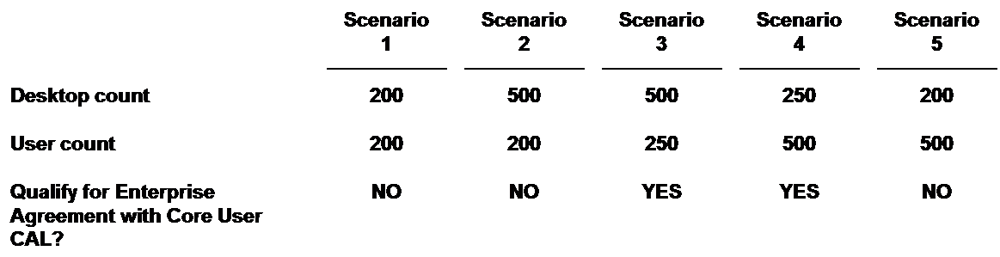 Scenario Scenario Scenario Scenario Scenario
1 2 3 4 5
Desktop count 200 500 500 250 200
User count 200 200 250 500 500
Qualify for Enterprise NO NO YES YES NO
Agreement with Core User
CAL?